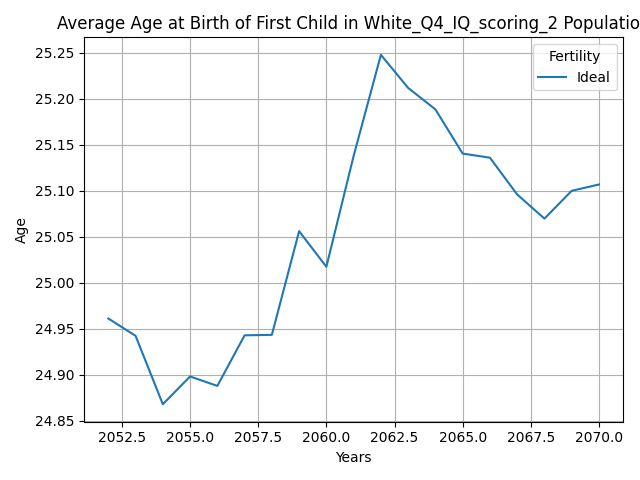 Average Age at Birth of First Child in White_Q4_IQ_scoring_2 Populatio
Fertility
Ideal
25.25
25.20
25.15
25.10
25.05
25.00
24.95
24.90
24.85
Age
2052.5 2055.0 2057.5 2060.0 2062.5 2065.0 2067.5 2070.0
Years